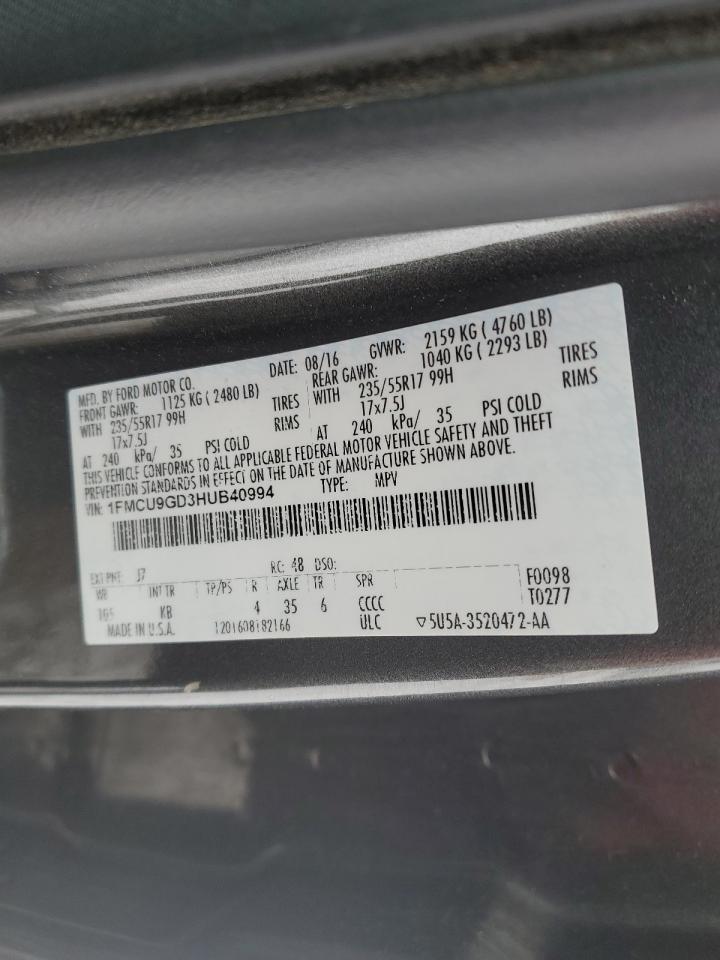 MFD. BY FORD MOTOR CO. DATE: 08/16 GVWR: 2159 KG ( 4760 LB)
FRONT GAWR: 1125 KG ( 2480 LB) REAR GAWR: 1040 KG ( 2293 LB)
WITH 235/55R17 99H TIRES WITH 235/55R17 99H TIRES
17x7.5J RIMS 17x7.5J RIMS
AT 240 kPa/ 35 PSI COLD AT 240 kPa/ 35 PSI COLD
THIS VEHICLE CONFORMS TO ALL APPLICABLE FEDERAL MOTOR VEHICLE SAFETY AND THEFT
PREVENTION STANDARDS IN EFFECT ON THE DATE OF MANUFACTURE SHOWN ABOVE.
VIN: 1FMCU9GD3HUB40994 TYPE: MPV
EXT PNT: J7 RC: 48 DSO:
WB INT TR TP/PS R AXLE TR SPR F0098
105 KB 4 35 6 CCCC T0277
MADE IN U.S.A. 1201608182166 ULC ▽5U5A-3520472-AA